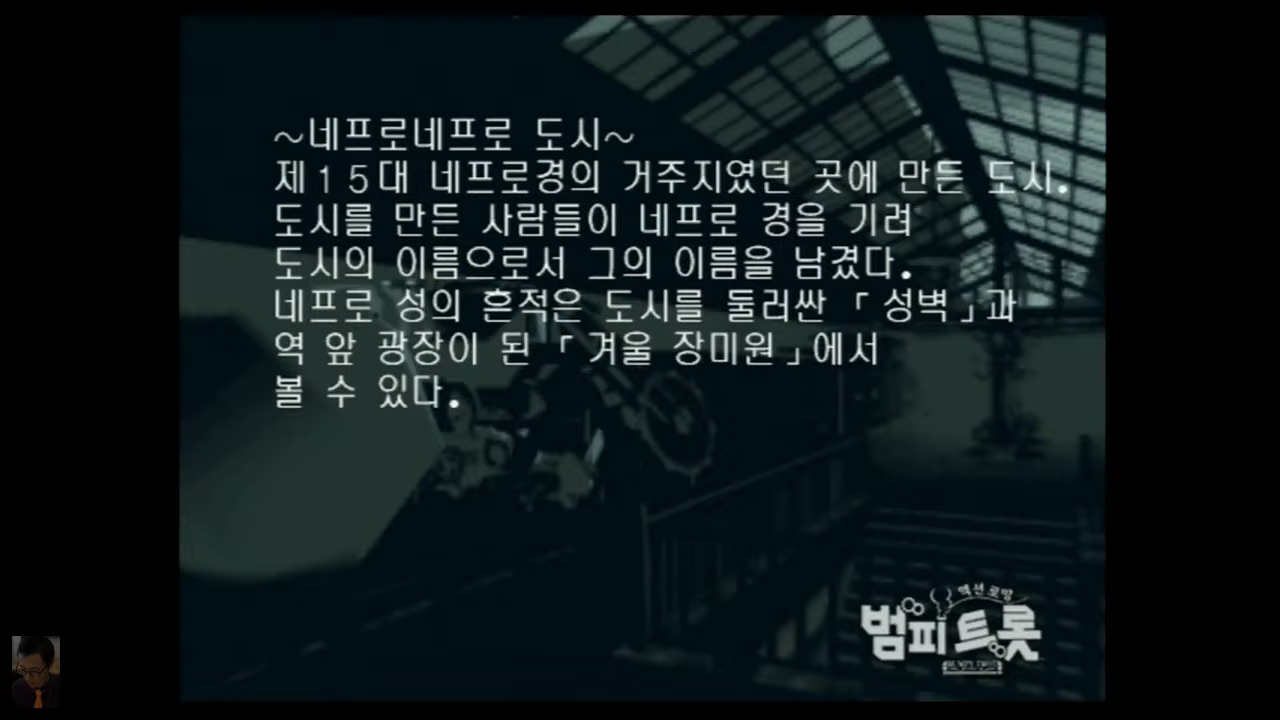 ~네프로네프로 도시~
제15대 네프로경의 거주지였던 곳에 만든 도시.
도시를 만든 사람들이 네프로 경을 기려
도시의 이름으로서 그의 이름을 남겼다.
네프로 성의 흔적은 도시를 둘러싼 「성벽」과
역 앞 광장이 된 「겨울 장미원」에서
볼 수 있다.
액션 로망
범피 트롯